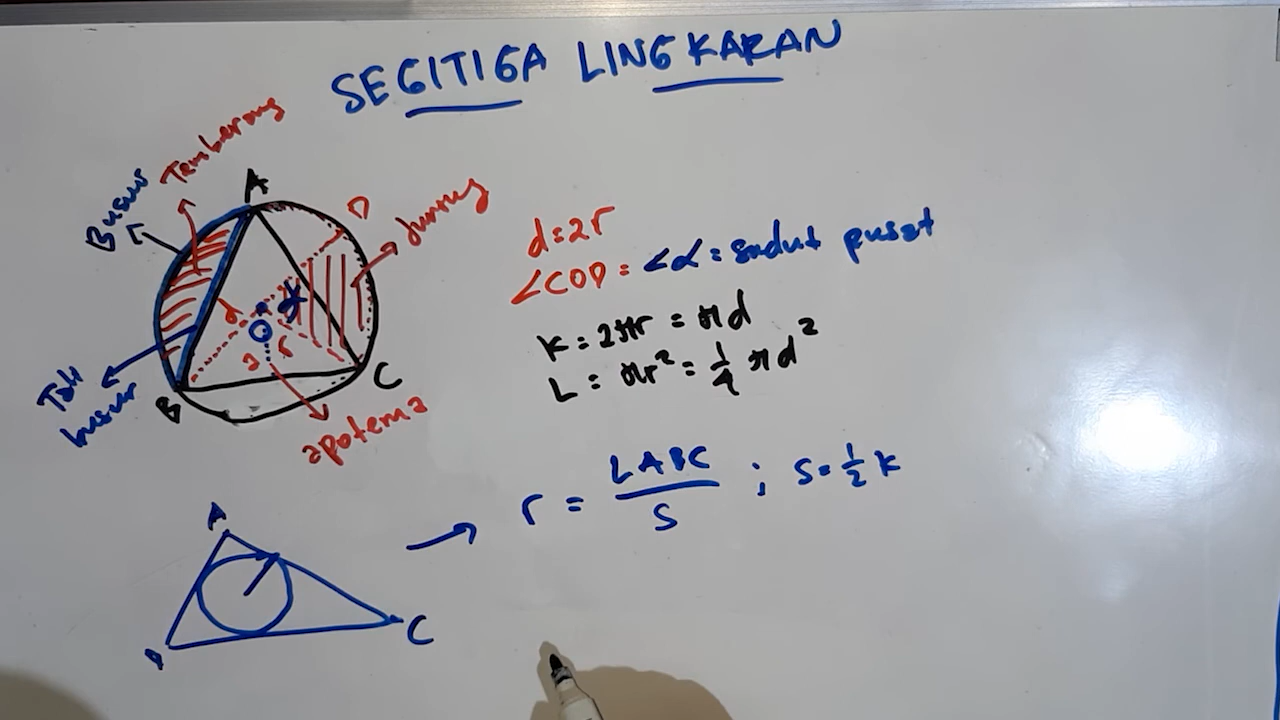 SEGITIGA LINGKARAN
Busur
Tembereng
A
D
Juring
α
O
r
Tali
busur
B
C
apotema
d=2r
∠COD = ∠α = sudut pusat
K = 2πr = πd
L = πr² = 1/4 πd²
A
B
C
r = LABC/S ; S = 1/2 K